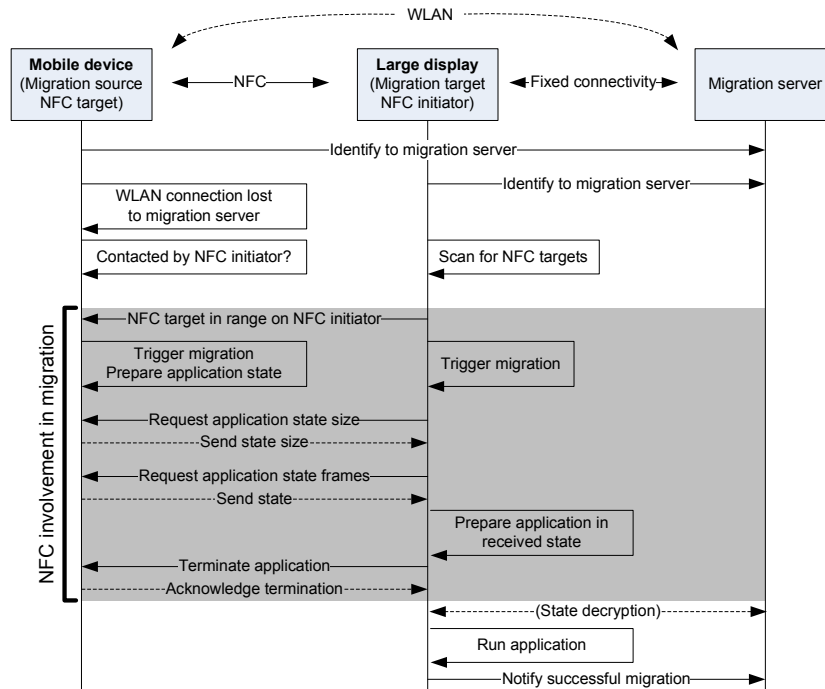 WLAN
Mobile device
(Migration source
NFC target)
NFC
Large display
(Migration target
NFC initiator)
Fixed connectivity
Migration server
Identify to migration server
WLAN connection lost
to migration server
Identify to migration server
Contacted by NFC initiator?
Scan for NFC targets
NFC involvement in migration
NFC target in range on NFC initiator
Trigger migration
Prepare application state
Trigger migration
Request application state size
Send state size
Request application state frames
Send state
Prepare application in
received state
Terminate application
Acknowledge termination
(State decryption)
Run application
Notify successful migration